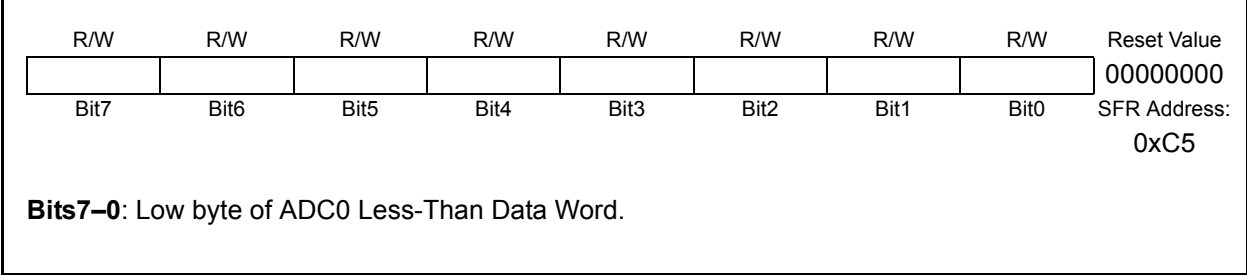 R/W R/W R/W R/W R/W R/W R/W R/W Reset Value
00000000
Bit7 Bit6 Bit5 Bit4 Bit3 Bit2 Bit1 Bit0 SFR Address:
0xC5
Bits7–0: Low byte of ADC0 Less-Than Data Word.